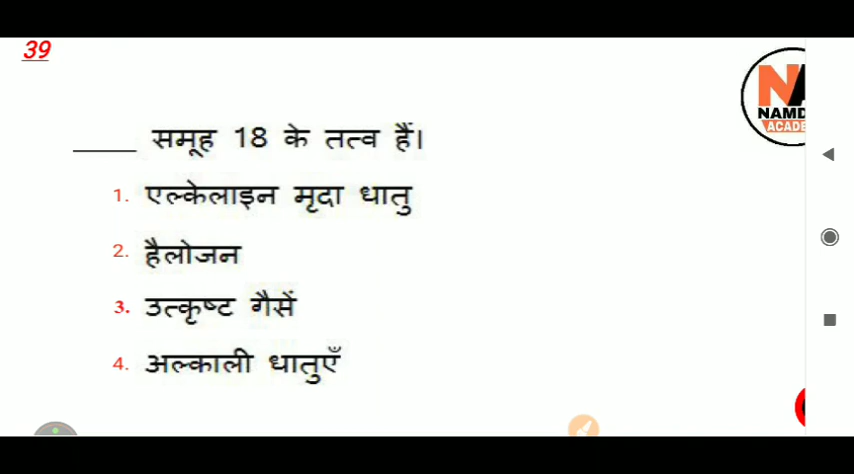 39
_____ समूह 18 के तत्व हैं।
1. एल्केलाइन मृदा धातु
2. हैलोजन
3. उत्कृष्ट गैसें
4. अल्काली धातुएँ